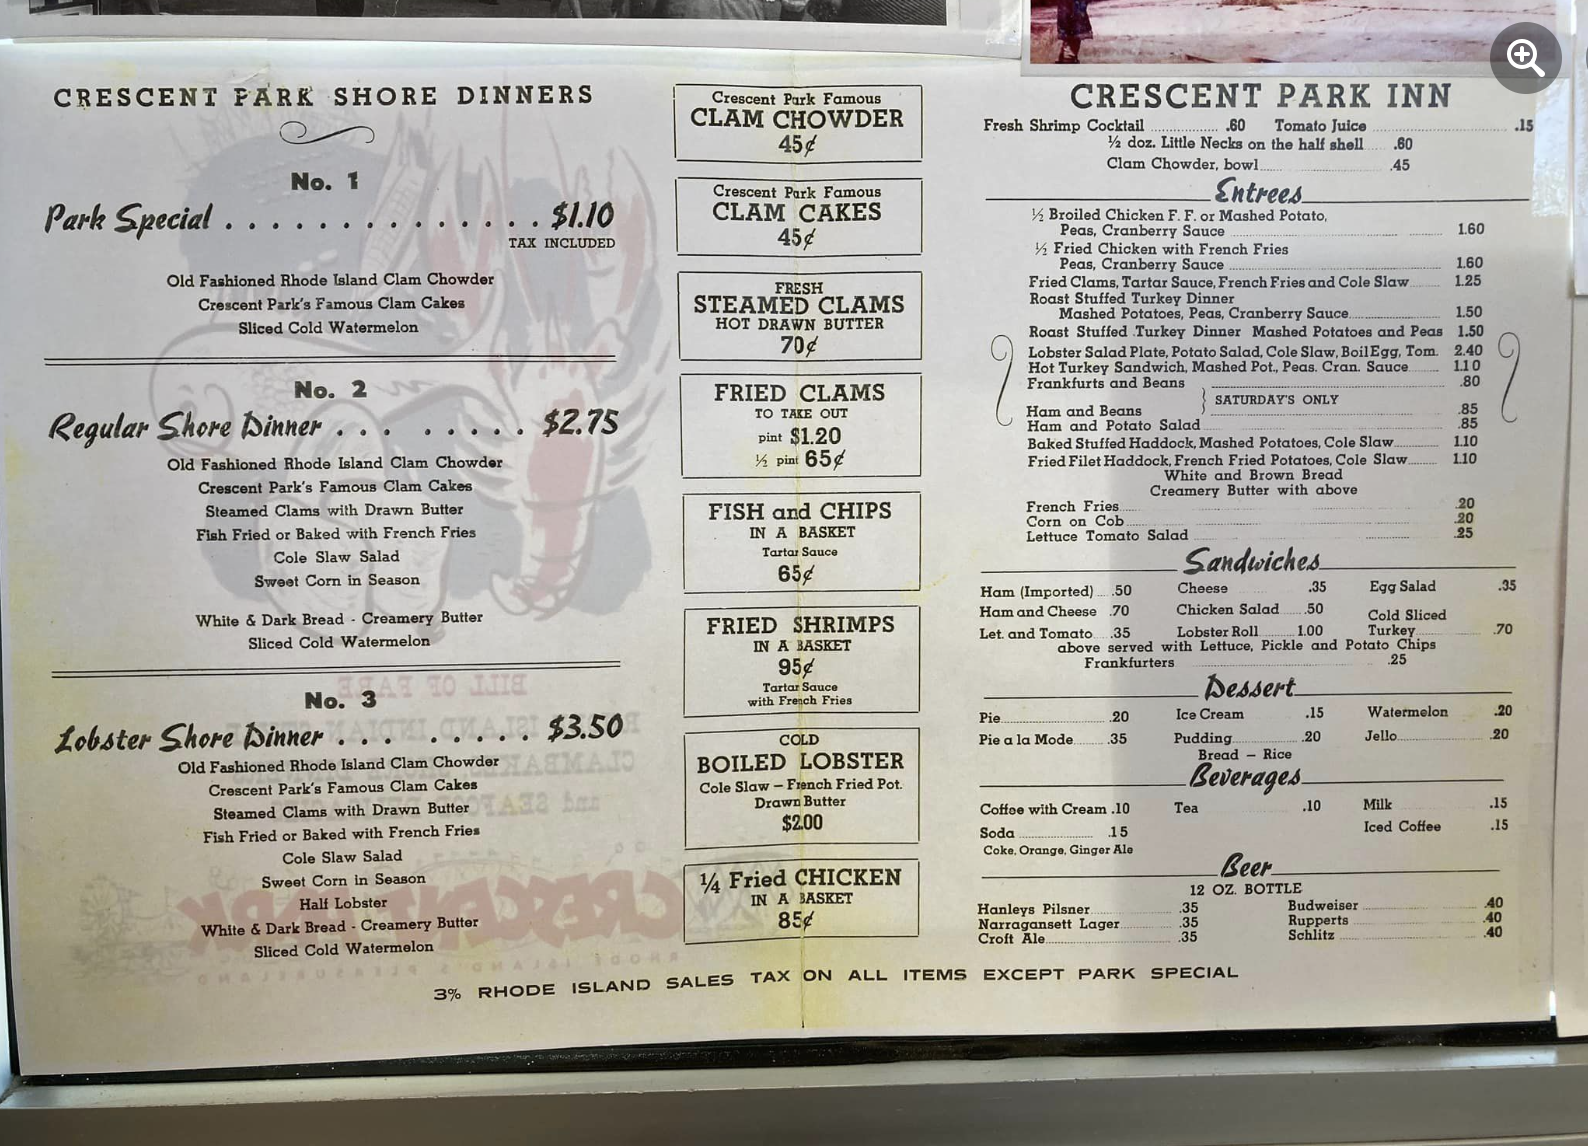 CRESCENT PARK SHORE DINNERS
No. 1
Park Special . . . . . . . . . . . . . . . $1.10
TAX INCLUDED
Old Fashioned Rhode Island Clam Chowder
Crescent Park's Famous Clam Cakes
Sliced Cold Watermelon
No. 2
Regular Shore Dinner . . . . . . . . $2.75
Old Fashioned Rhode Island Clam Chowder
Crescent Park's Famous Clam Cakes
Steamed Clams with Drawn Butter
Fish Fried or Baked with French Fries
Cole Slaw Salad
Sweet Corn in Season
White & Dark Bread - Creamery Butter
Sliced Cold Watermelon
No. 3
Lobster Shore Dinner . . . . . . . . $3.50
Old Fashioned Rhode Island Clam Chowder
Crescent Park's Famous Clam Cakes
Steamed Clams with Drawn Butter
Fish Fried or Baked with French Fries
Cole Slaw Salad
Sweet Corn in Season
Half Lobster
White & Dark Bread - Creamery Butter
Sliced Cold Watermelon
Crescent Park Famous
CLAM CHOWDER
45¢
Crescent Park Famous
CLAM CAKES
45¢
FRESH
STEAMED CLAMS
HOT DRAWN BUTTER
70¢
FRIED CLAMS
TO TAKE OUT
pint $1.20
½ pint 65¢
FISH and CHIPS
IN A BASKET
Tartar Sauce
65¢
FRIED SHRIMPS
IN A BASKET
95¢
Tartar Sauce
with French Fries
COLD
BOILED LOBSTER
Cole Slaw – French Fried Pot.
Drawn Butter
$2.00
¼ Fried CHICKEN
IN A BASKET
85¢
CRESCENT PARK INN
Fresh Shrimp Cocktail .60 Tomato Juice .15
½ doz. Little Necks on the half shell .60
Clam Chowder, bowl .45
Entrees
½ Broiled Chicken F. F. or Mashed Potato,
Peas, Cranberry Sauce 1.60
½ Fried Chicken with French Fries
Peas, Cranberry Sauce 1.60
Fried Clams, Tartar Sauce, French Fries and Cole Slaw 1.25
Roast Stuffed Turkey Dinner
Mashed Potatoes, Peas, Cranberry Sauce 1.50
Roast Stuffed Turkey Dinner Mashed Potatoes and Peas 1.50
Lobster Salad Plate, Potato Salad, Cole Slaw, Boil Egg, Tom. 2.40
Hot Turkey Sandwich, Mashed Pot., Peas. Cran. Sauce 1.10
Frankfurts and Beans .80
SATURDAY'S ONLY
Ham and Beans .85
Ham and Potato Salad .85
Baked Stuffed Haddock, Mashed Potatoes, Cole Slaw 1.10
Fried Filet Haddock, French Fried Potatoes, Cole Slaw 1.10
White and Brown Bread
Creamery Butter with above
French Fries .20
Corn on Cob .20
Lettuce Tomato Salad .25
Sandwiches
Ham (Imported) .50 Cheese .35 Egg Salad .35
Ham and Cheese .70 Chicken Salad .50 Cold Sliced
Let. and Tomato .35 Lobster Roll 1.00 Turkey .70
above served with Lettuce, Pickle and Potato Chips
Frankfurters .25
Dessert
Pie .20 Ice Cream .15 Watermelon .20
Pie a la Mode .35 Pudding .20 Jello .20
Bread – Rice
Beverages
Coffee with Cream .10 Tea .10 Milk .15
Soda .15 Iced Coffee .15
Coke, Orange, Ginger Ale
Beer
12 OZ. BOTTLE
Hanleys Pilsner .35 Budweiser .40
Narragansett Lager .35 Rupperts .40
Croft Ale .35 Schlitz .40
3% RHODE ISLAND SALES TAX ON ALL ITEMS EXCEPT PARK SPECIAL